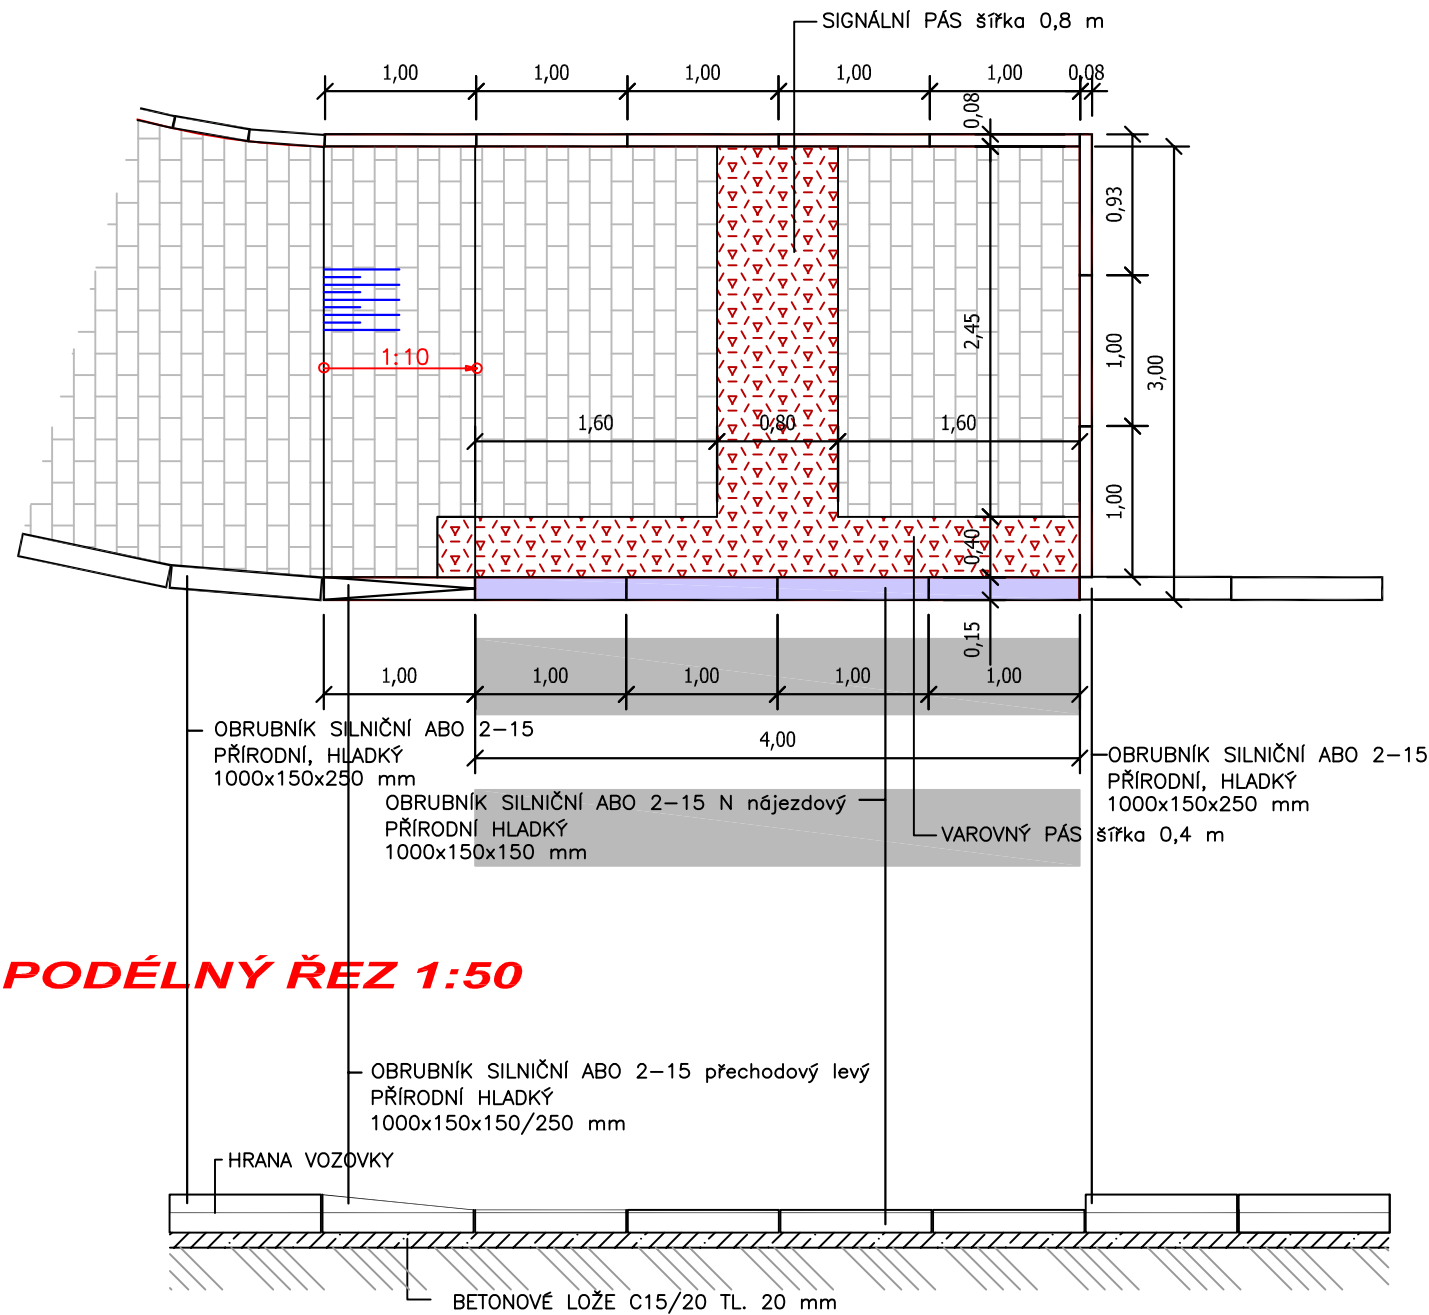 SIGNÁLNÍ PÁS šířka 0,8 m
1,00 1,00 1,00 1,00 1,00 0,08
0,08
0,93
2,45
1,00
3,00
1:10
1,60 0,80 1,60
1,00
0,40
0,15
1,00 1,00 1,00 1,00 1,00
4,00
OBRUBNÍK SILNIČNÍ ABO 2-15
PŘÍRODNÍ, HLADKÝ
1000x150x250 mm
OBRUBNÍK SILNIČNÍ ABO 2-15
PŘÍRODNÍ, HLADKÝ
1000x150x250 mm
OBRUBNÍK SILNIČNÍ ABO 2-15 N nájezdový
PŘÍRODNÍ HLADKÝ
1000x150x150 mm
VAROVNÝ PÁS šířka 0,4 m
PODÉLNÝ ŘEZ 1:50
OBRUBNÍK SILNIČNÍ ABO 2-15 přechodový levý
PŘÍRODNÍ HLADKÝ
1000x150x150/250 mm
HRANA VOZOVKY
BETONOVÉ LOŽE C15/20 TL. 20 mm